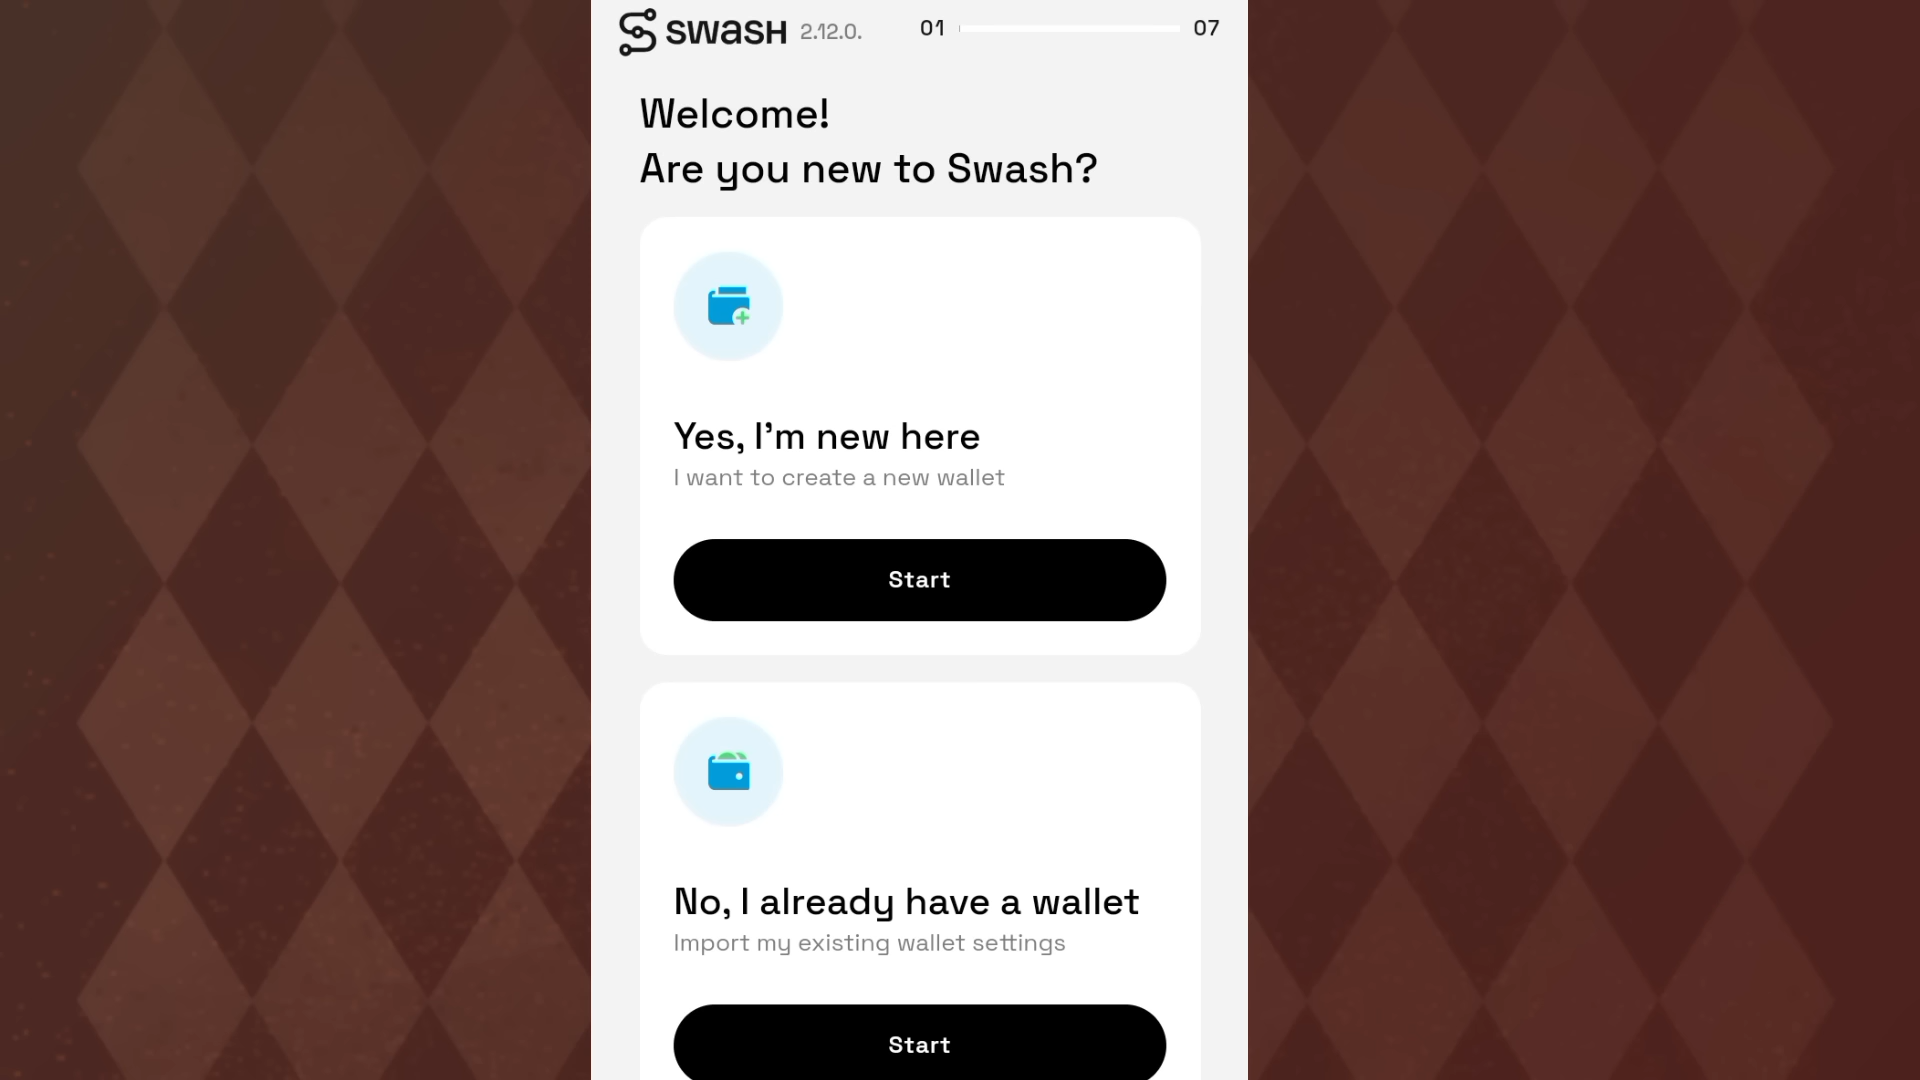 SWASH 2.12.0. 01 07
Welcome!
Are you new to Swash?
Yes, I'm new here
I want to create a new wallet
Start
No, I already have a wallet
Import my existing wallet settings
Start